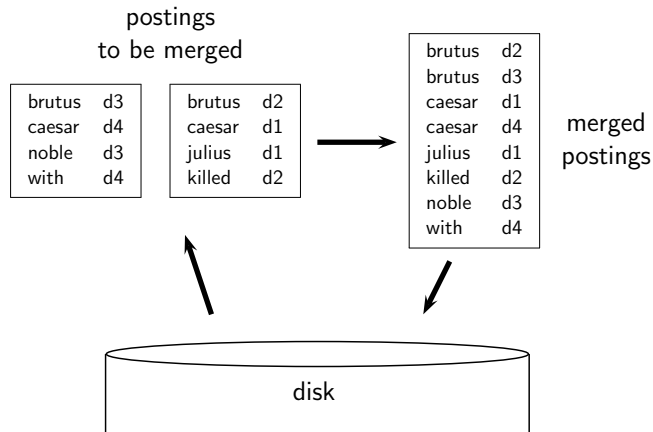 postings
to be merged
brutus d3
caesar d4
noble d3
with d4
brutus d2
caesar d1
julius d1
killed d2
brutus d2
brutus d3
caesar d1
caesar d4
julius d1
killed d2
noble d3
with d4
merged
postings
disk